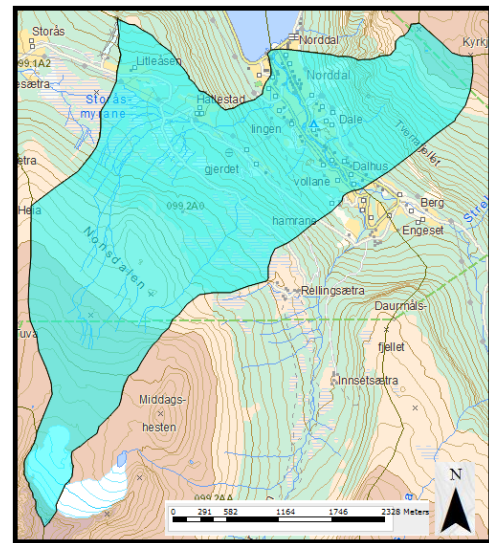 Storås
Norddal
Kyrkj
099.1A2
Litleåsen
Norddal
esætra
Storås-
myrane
Hallestad
Dale
lingen
Tverrafjellet
etra
gjerdet
Dalhus
vollane
Heia
099.2A0
Berg
hamrane
Engeset
Nonsdalen
Rellingsætra
Daurmåls-
uva
fjellet
Innsetsætra
Middags-
hesten
N
099.2AA
0 291 582 1164 1746 2328 Meters